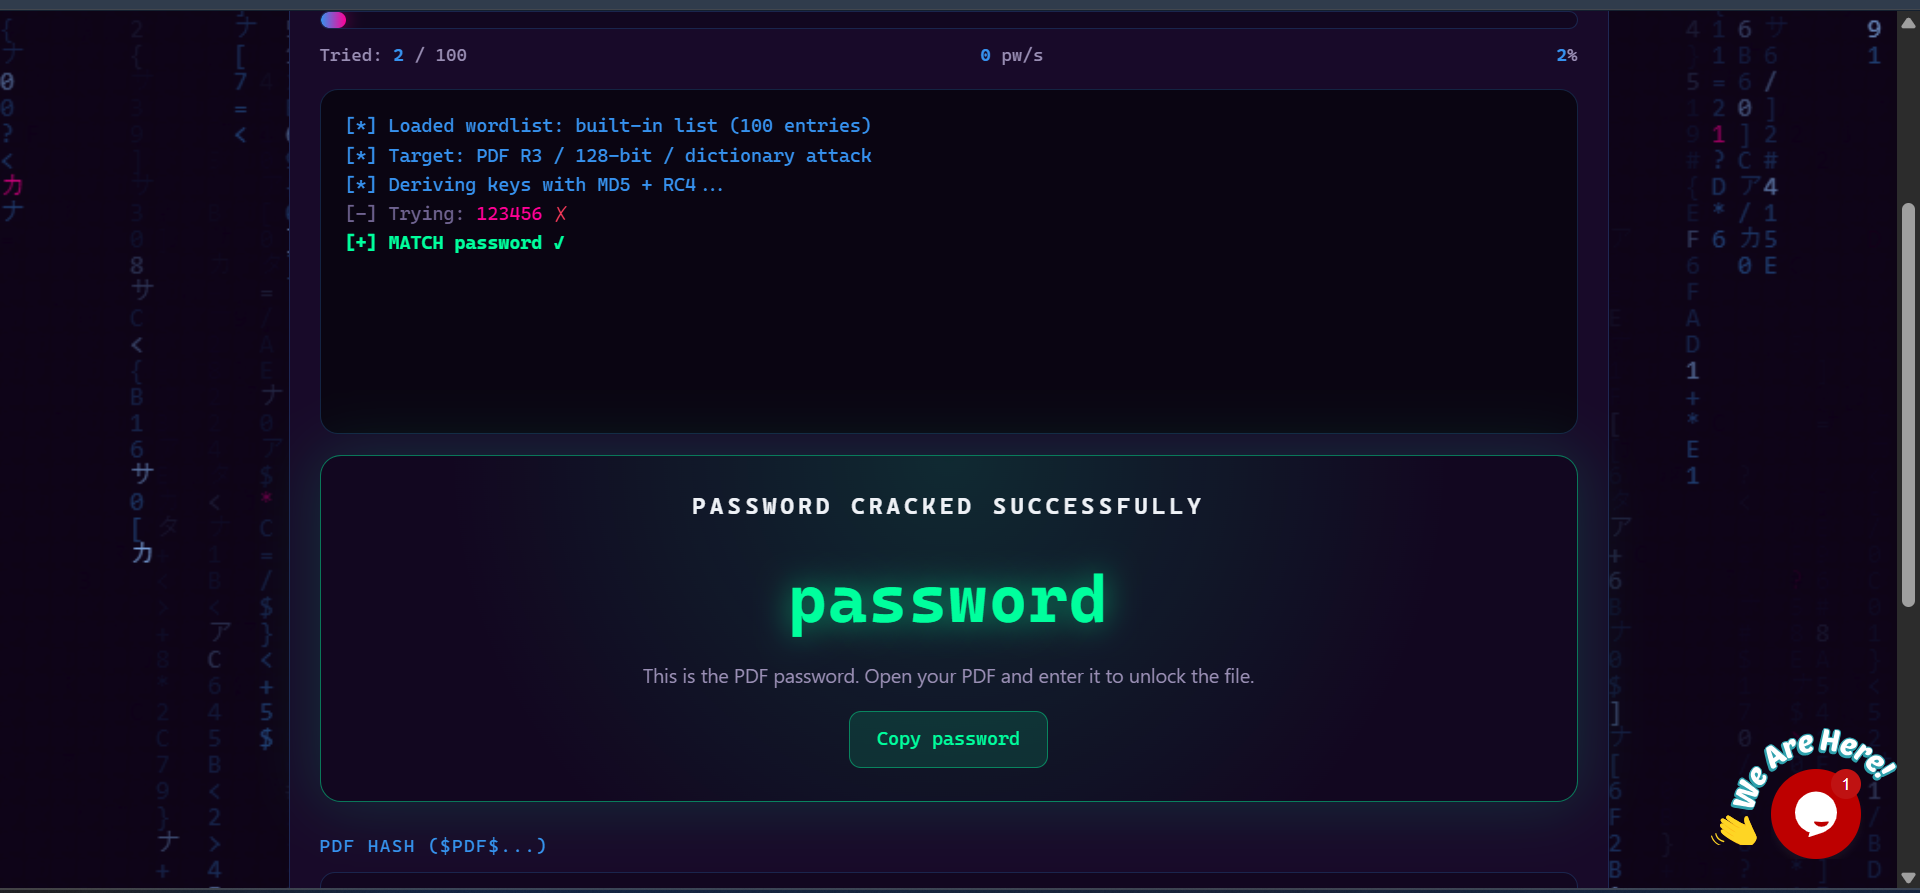 Tried: 2 / 100
0 pw/s
2%
[*] Loaded wordlist: built-in list (100 entries)
[*] Target: PDF R3 / 128-bit / dictionary attack
[*] Deriving keys with MD5 + RC4...
[-] Trying: 123456 ✗
[+] MATCH password ✓
PASSWORD CRACKED SUCCESSFULLY
password
This is the PDF password. Open your PDF and enter it to unlock the file.
Copy password
We Are Here!
1
PDF HASH ($PDF$...)